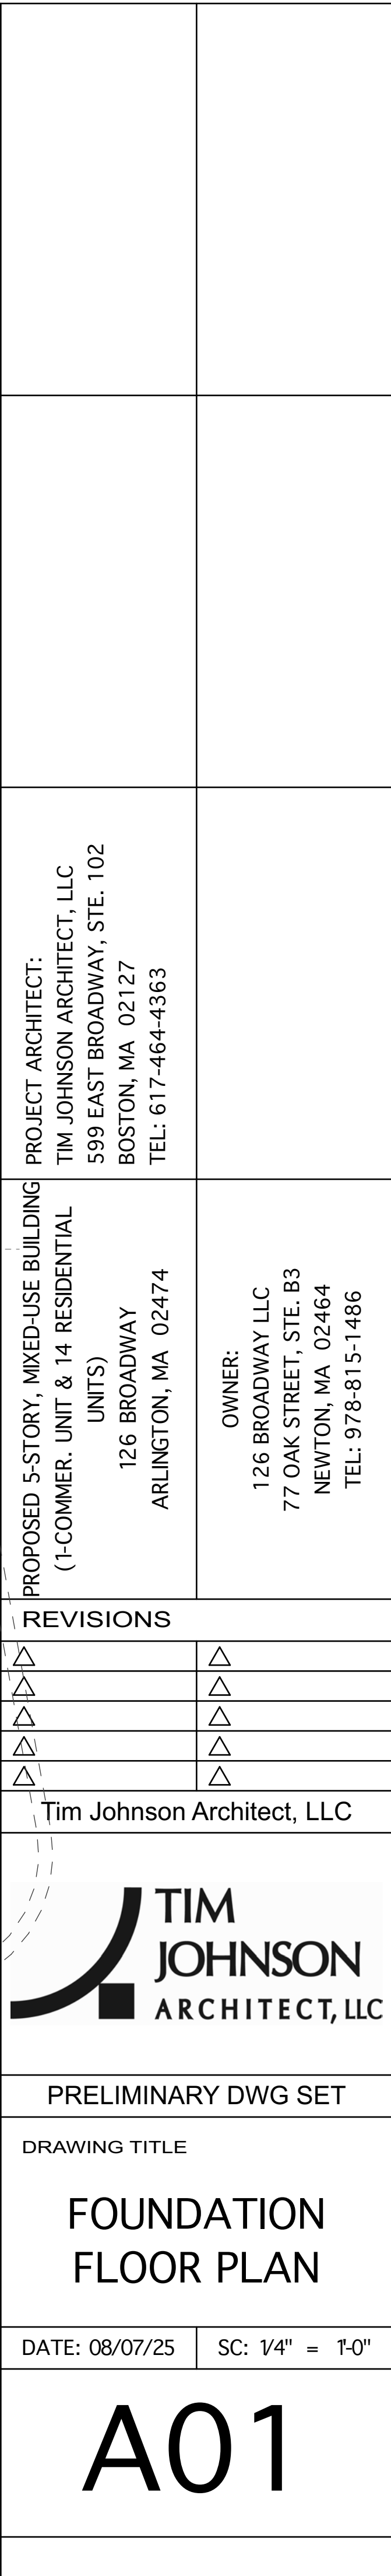 PROJECT ARCHITECT:
TIM JOHNSON ARCHITECT, LLC
599 EAST BROADWAY, STE. 102
BOSTON, MA 02127
TEL: 617-464-4363
PROPOSED 5-STORY, MIXED-USE BUILDING
(1-COMMER. UNIT & 14 RESIDENTIAL
UNITS)
126 BROADWAY
ARLINGTON, MA 02474
OWNER:
126 BROADWAY LLC
77 OAK STREET, STE. B3
NEWTON, MA 02464
TEL: 978-815-1486
REVISIONS
Tim Johnson Architect, LLC
TIM
JOHNSON
ARCHITECT, LLC
PRELIMINARY DWG SET
DRAWING TITLE
FOUNDATION
FLOOR PLAN
DATE: 08/07/25
SC: 1/4" = 1'-0"
A01